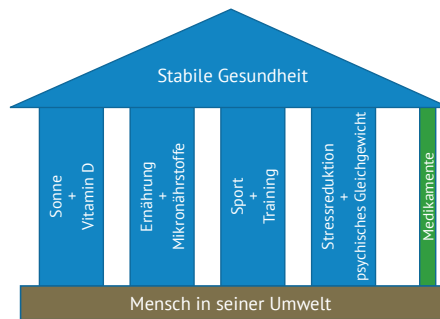 Stabile Gesundheit
Sonne
+
Vitamin D
Ernährung
+
Mikronährstoffe
Sport
+
Training
Stressreduktion
+
psychisches Gleichgewicht
Medikamente
Mensch in seiner Umwelt